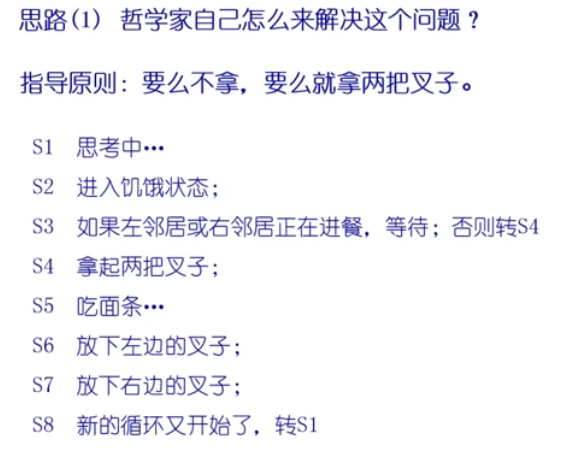 思路(1) 哲学家自己怎么来解决这个问题?
指导原则: 要么不拿, 要么就拿两把叉子。
S1 思考中…
S2 进入饥饿状态;
S3 如果左邻居或右邻居正在进餐, 等待; 否则转S4
S4 拿起两把叉子;
S5 吃面条…
S6 放下左边的叉子;
S7 放下右边的叉子;
S8 新的循环又开始了, 转S1